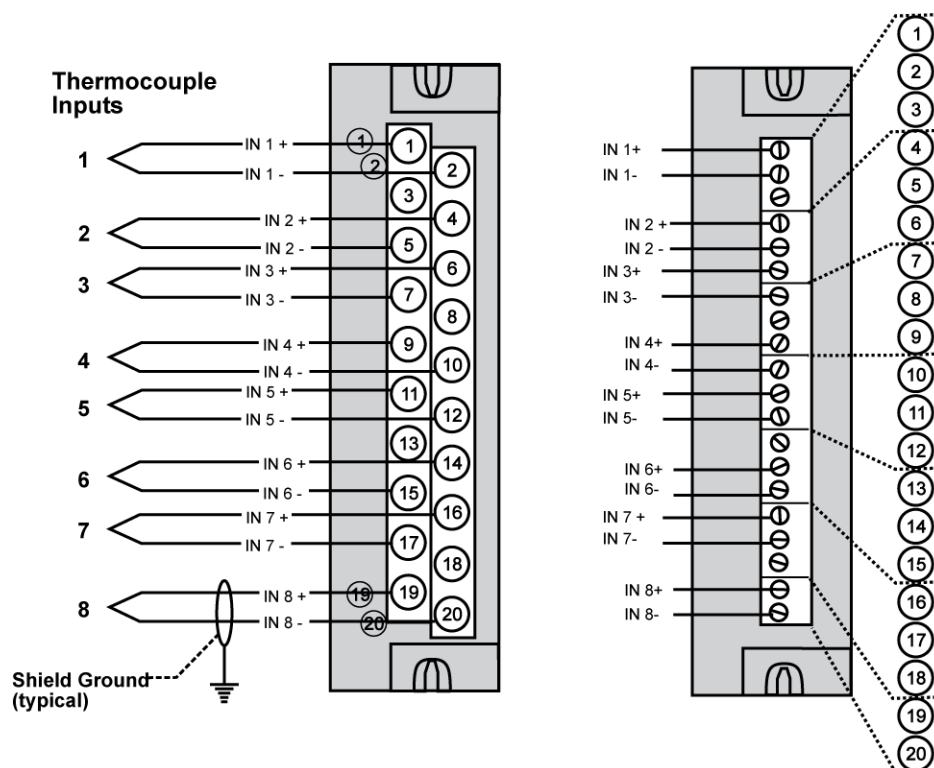 Thermocouple
Inputs
1
IN 1 +
1
1
IN 1 -
2
2
3
2
IN 2 +
4
IN 2 -
5
3
IN 3 +
6
IN 3 -
7
8
4
IN 4 +
9
IN 4 -
10
5
IN 5 +
11
IN 5 -
12
13
6
IN 6 +
14
IN 6 -
15
7
IN 7 +
16
IN 7 -
17
18
8
IN 8 +
19
19
IN 8 -
20
20
Shield Ground
(typical)
IN 1+
IN 1-
IN 2 +
IN 2 -
IN 3+
IN 3-
IN 4+
IN 4-
IN 5+
IN 5-
IN 6+
IN 6-
IN 7 +
IN 7-
IN 8+
IN 8-
1
2
3
4
5
6
7
8
9
10
11
12
13
14
15
16
17
18
19
20